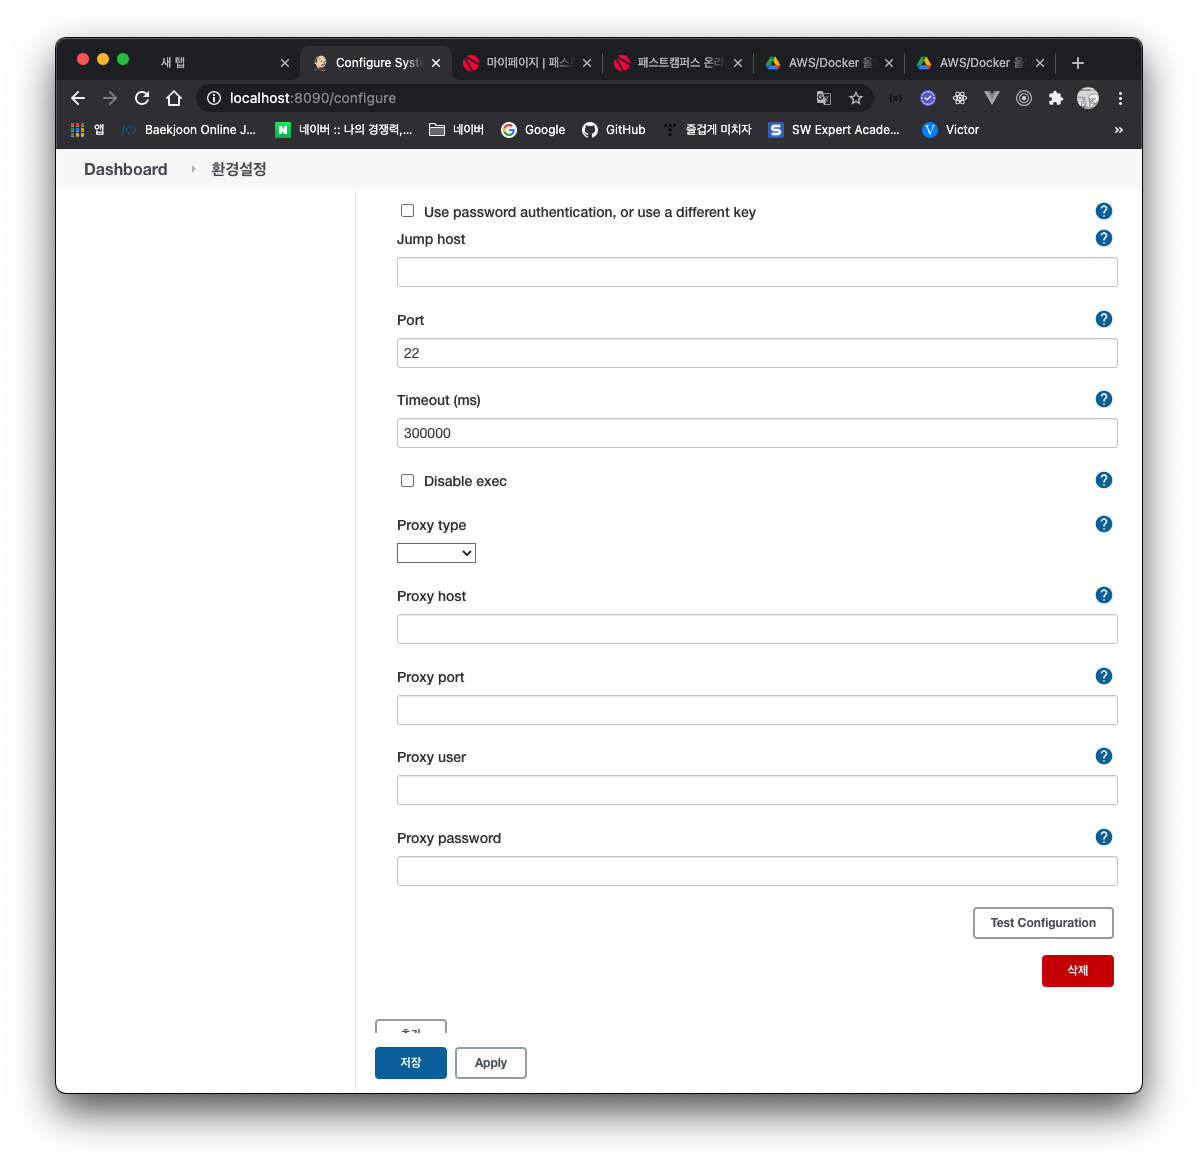 새 탭
Configure Syst
마이페이지 | 패스
패스트캠퍼스 온라
AWS/Docker 올
AWS/Docker 올
localhost:8090/configure
앱
Baekjoon Online J...
네이버 :: 나의 경쟁력,...
네이버
Google
GitHub
즐겁게 미치자
SW Expert Acade...
Victor
»
Dashboard
환경설정
Use password authentication, or use a different key
Jump host
Port
22
Timeout (ms)
300000
Disable exec
Proxy type
Proxy host
Proxy port
Proxy user
Proxy password
Test Configuration
삭제
저장
Apply